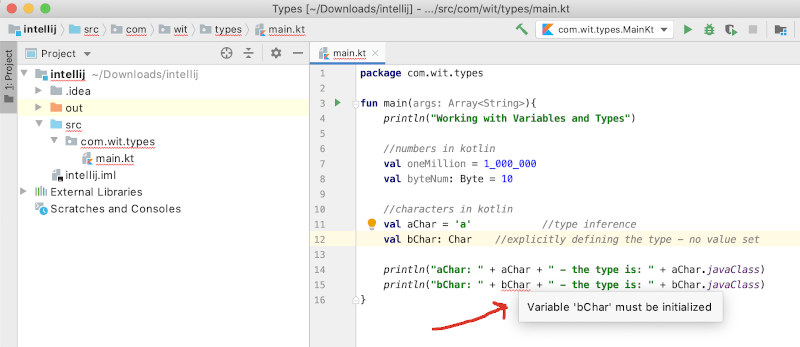 Types [~/Downloads/intellij] - .../src/com/wit/types/main.kt
intellij src com wit types main.kt com.wit.types.MainKt
1: Project
Project
intellij ~/Downloads/intellij
.idea
out
src
com.wit.types
main.kt
intellij.iml
External Libraries
Scratches and Consoles
main.kt
1 package com.wit.types
2
3 fun main(args: Array<String>){
4 println("Working with Variables and Types")
5
6 //numbers in kotlin
7 val oneMillion = 1_000_000
8 val byteNum: Byte = 10
9
10 //characters in kotlin
11 val aChar = 'a' //type inference
12 val bChar: Char //explicitly defining the type - no value set
13
14 println("aChar: " + aChar + " - the type is: " + aChar.javaClass)
15 println("bChar: " + bChar + " - the type is: " + bChar.javaClass)
16 }
Variable 'bChar' must be initialized